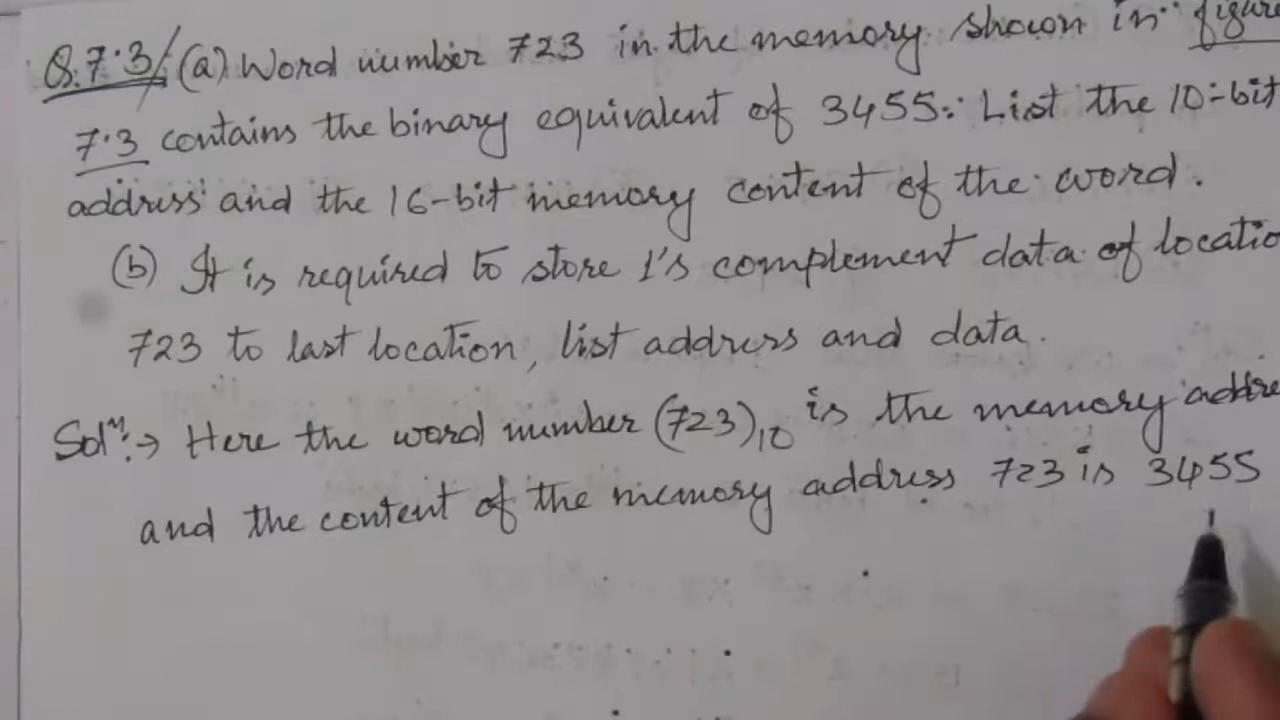 Q.7.3/ (a) Word number 723 in the memory shown in figure
7.3 contains the binary equivalent of 3455. List the 10-bit
address and the 16-bit memory content of the word.
(b) It is required to store 1's complement data of locatio
723 to last location, list address and data.
Solⁿ:→ Here the word number (723)₁₀ is the memory addre
and the content of the memory address 723 is 3455